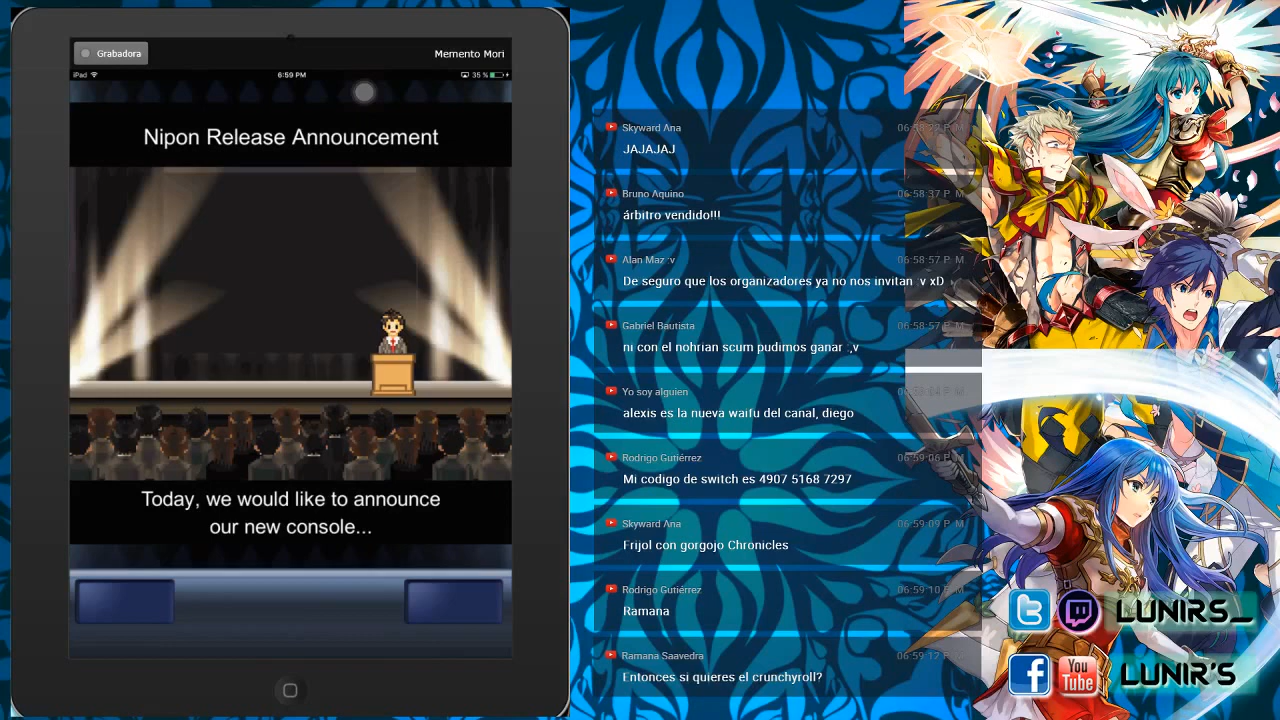 Grabadora
Memento Mori
iPad
6:59 PM
35 %
Nipon Release Announcement
Today, we would like to announce
our new console...
Skyward Ana
JAJAJAJ
Bruno Aquino
06:58:37 P. M.
árbitro vendido!!!
Alan Maz :v
06:58:57 P. M.
De seguro que los organizadores ya no nos invitan :v xD
Gabriel Bautista
06:58:57 P. M.
ni con el nohrian scum pudimos ganar :,v
Yo soy alguien
alexis es la nueva waifu del canal, diego
Rodrigo Gutiérrez
06:59:06 P. M.
Mi codigo de switch es 4907 5168 7297
Skyward Ana
06:59:09 P. M.
Frijol con gorgojo Chronicles
Rodrigo Gutiérrez
06:59:10 P. M.
Ramana
Ramana Saavedra
Entonces si quieres el crunchyroll?
LUNIRS_
You
Tube
LUNIR'S